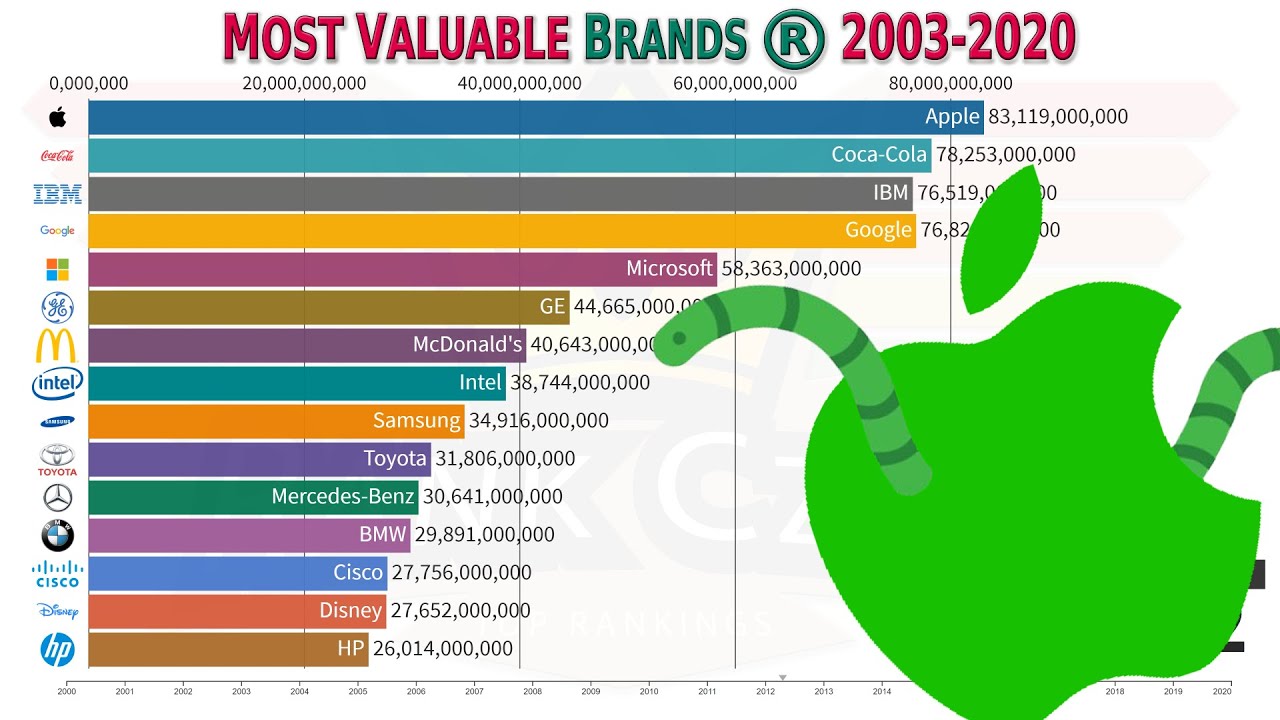 MOST VALUABLE BRANDS ® 2003-2020
0,000,000 20,000,000,000 40,000,000,000 60,000,000,000 80,000,000,000
Apple 83,119,000,000
Coca-Cola Coca-Cola 78,253,000,000
IBM IBM 76,519,0 00
Google Google 76,82 00
Microsoft 58,363,000,000
GE GE 44,665,000,00
McDonald's 40,643,000,00
intel Intel 38,744,000,000
SAMSUNG Samsung 34,916,000,000
TOYOTA Toyota 31,806,000,000
Mercedes-Benz 30,641,000,000
BMW BMW 29,891,000,000
CISCO Cisco 27,756,000,000
Disney Disney 27,652,000,000
hp HP 26,014,000,000
TOP RANKINGS
2000 2001 2002 2003 2004 2005 2006 2007 2008 2009 2010 2011 2012 2013 2014 2018 2019 2020